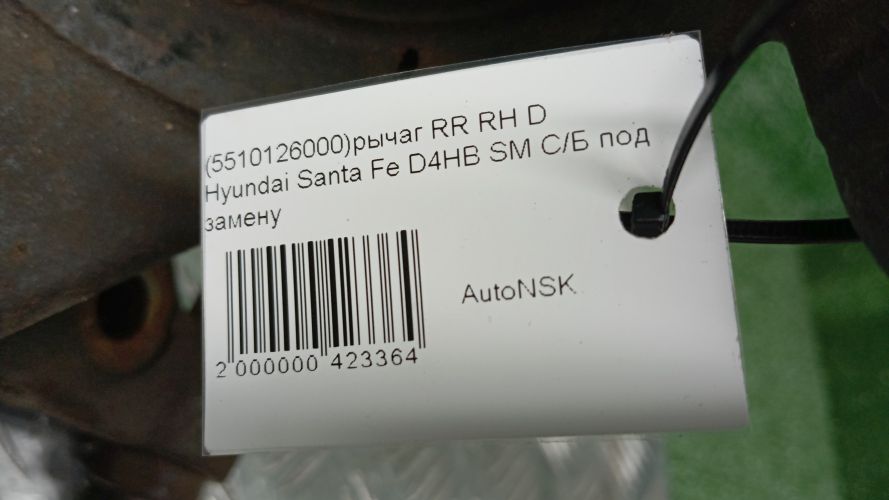 (5510126000)рычаг RR RH D
Hyundai Santa Fe D4HB SM С/Б под
замену
AutoNSK
2 000000 423364